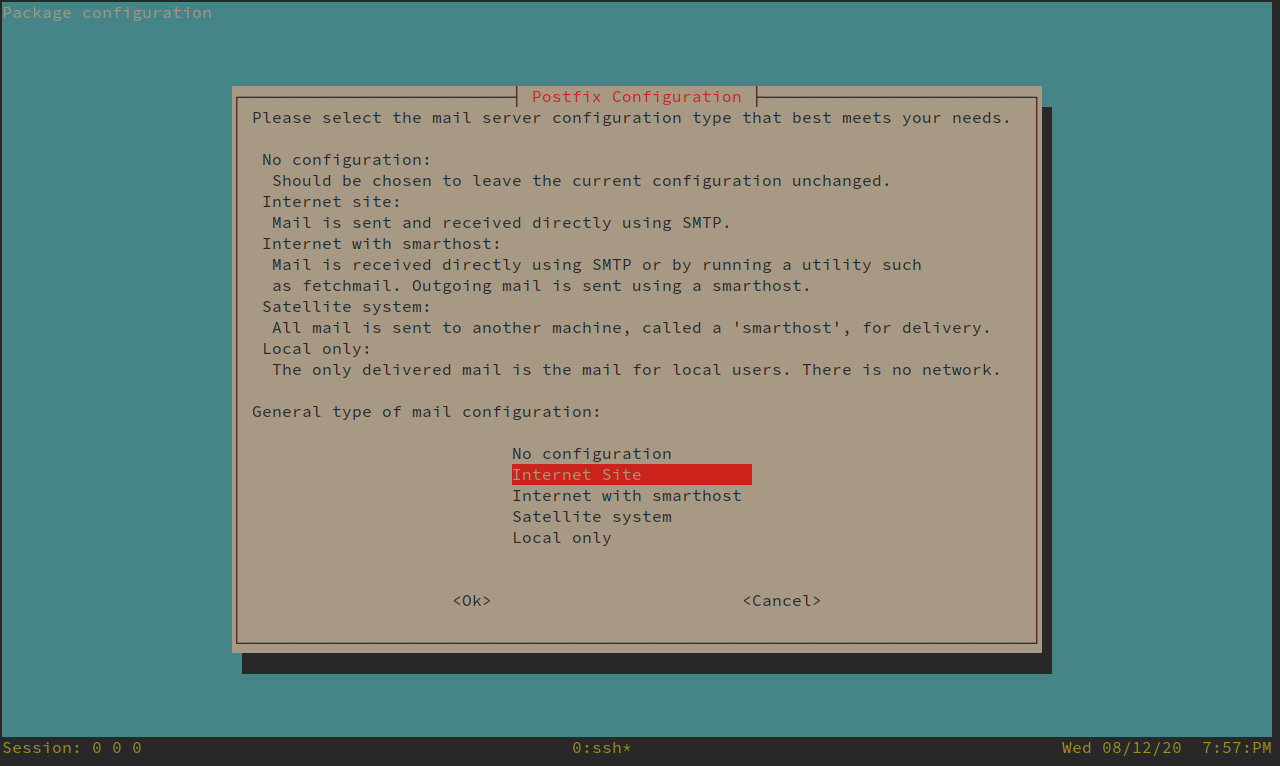 Package configuration
Postfix Configuration
Please select the mail server configuration type that best meets your needs.
No configuration:
Should be chosen to leave the current configuration unchanged.
Internet site:
Mail is sent and received directly using SMTP.
Internet with smarthost:
Mail is received directly using SMTP or by running a utility such
as fetchmail. Outgoing mail is sent using a smarthost.
Satellite system:
All mail is sent to another machine, called a 'smarthost', for delivery.
Local only:
The only delivered mail is the mail for local users. There is no network.
General type of mail configuration:
No configuration
Internet Site
Internet with smarthost
Satellite system
Local only
<Ok> <Cancel>
Session: 0 0 0 0:ssh* Wed 08/12/20 7:57:PM